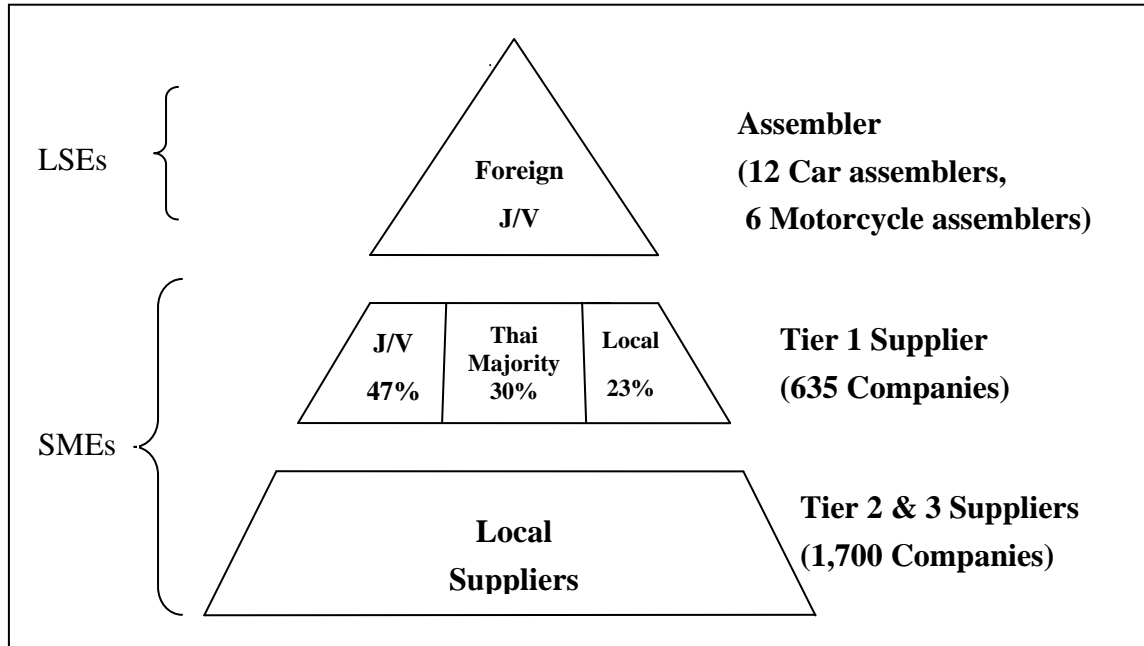 LSEs
Foreign
J/V
Assembler
(12 Car assemblers,
6 Motorcycle assemblers)
SMEs
J/V
47%
Thai
Majority
30%
Local
23%
Tier 1 Supplier
(635 Companies)
Local
Suppliers
Tier 2 & 3 Suppliers
(1,700 Companies)